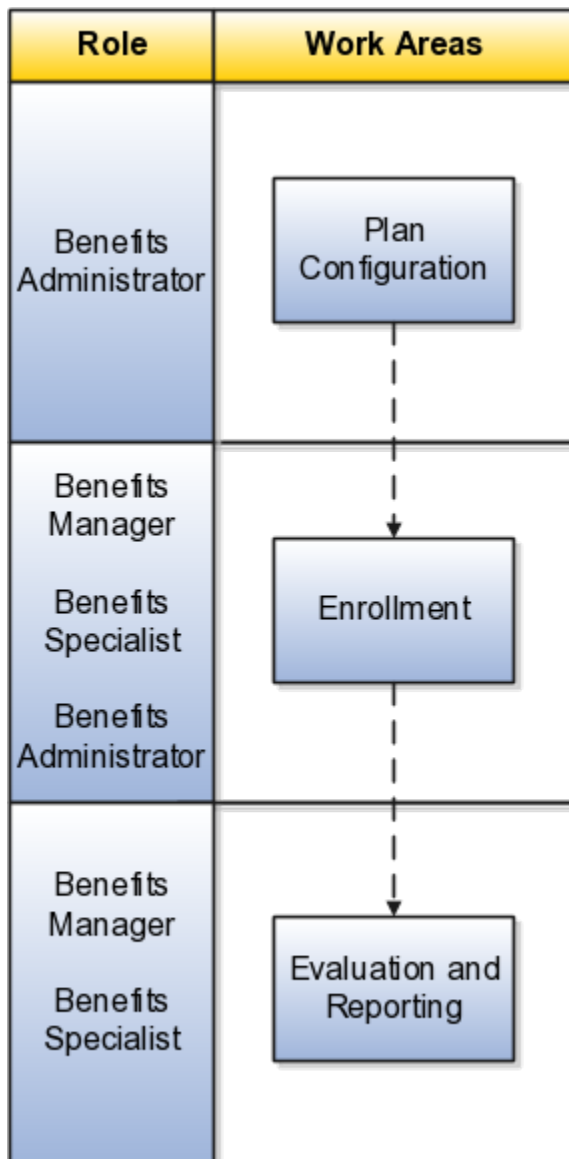 Role
Work Areas
Benefits
Administrator
Plan
Configuration
Benefits
Manager
Benefits
Specialist
Benefits
Administrator
Enrollment
Benefits
Manager
Benefits
Specialist
Evaluation and
Reporting